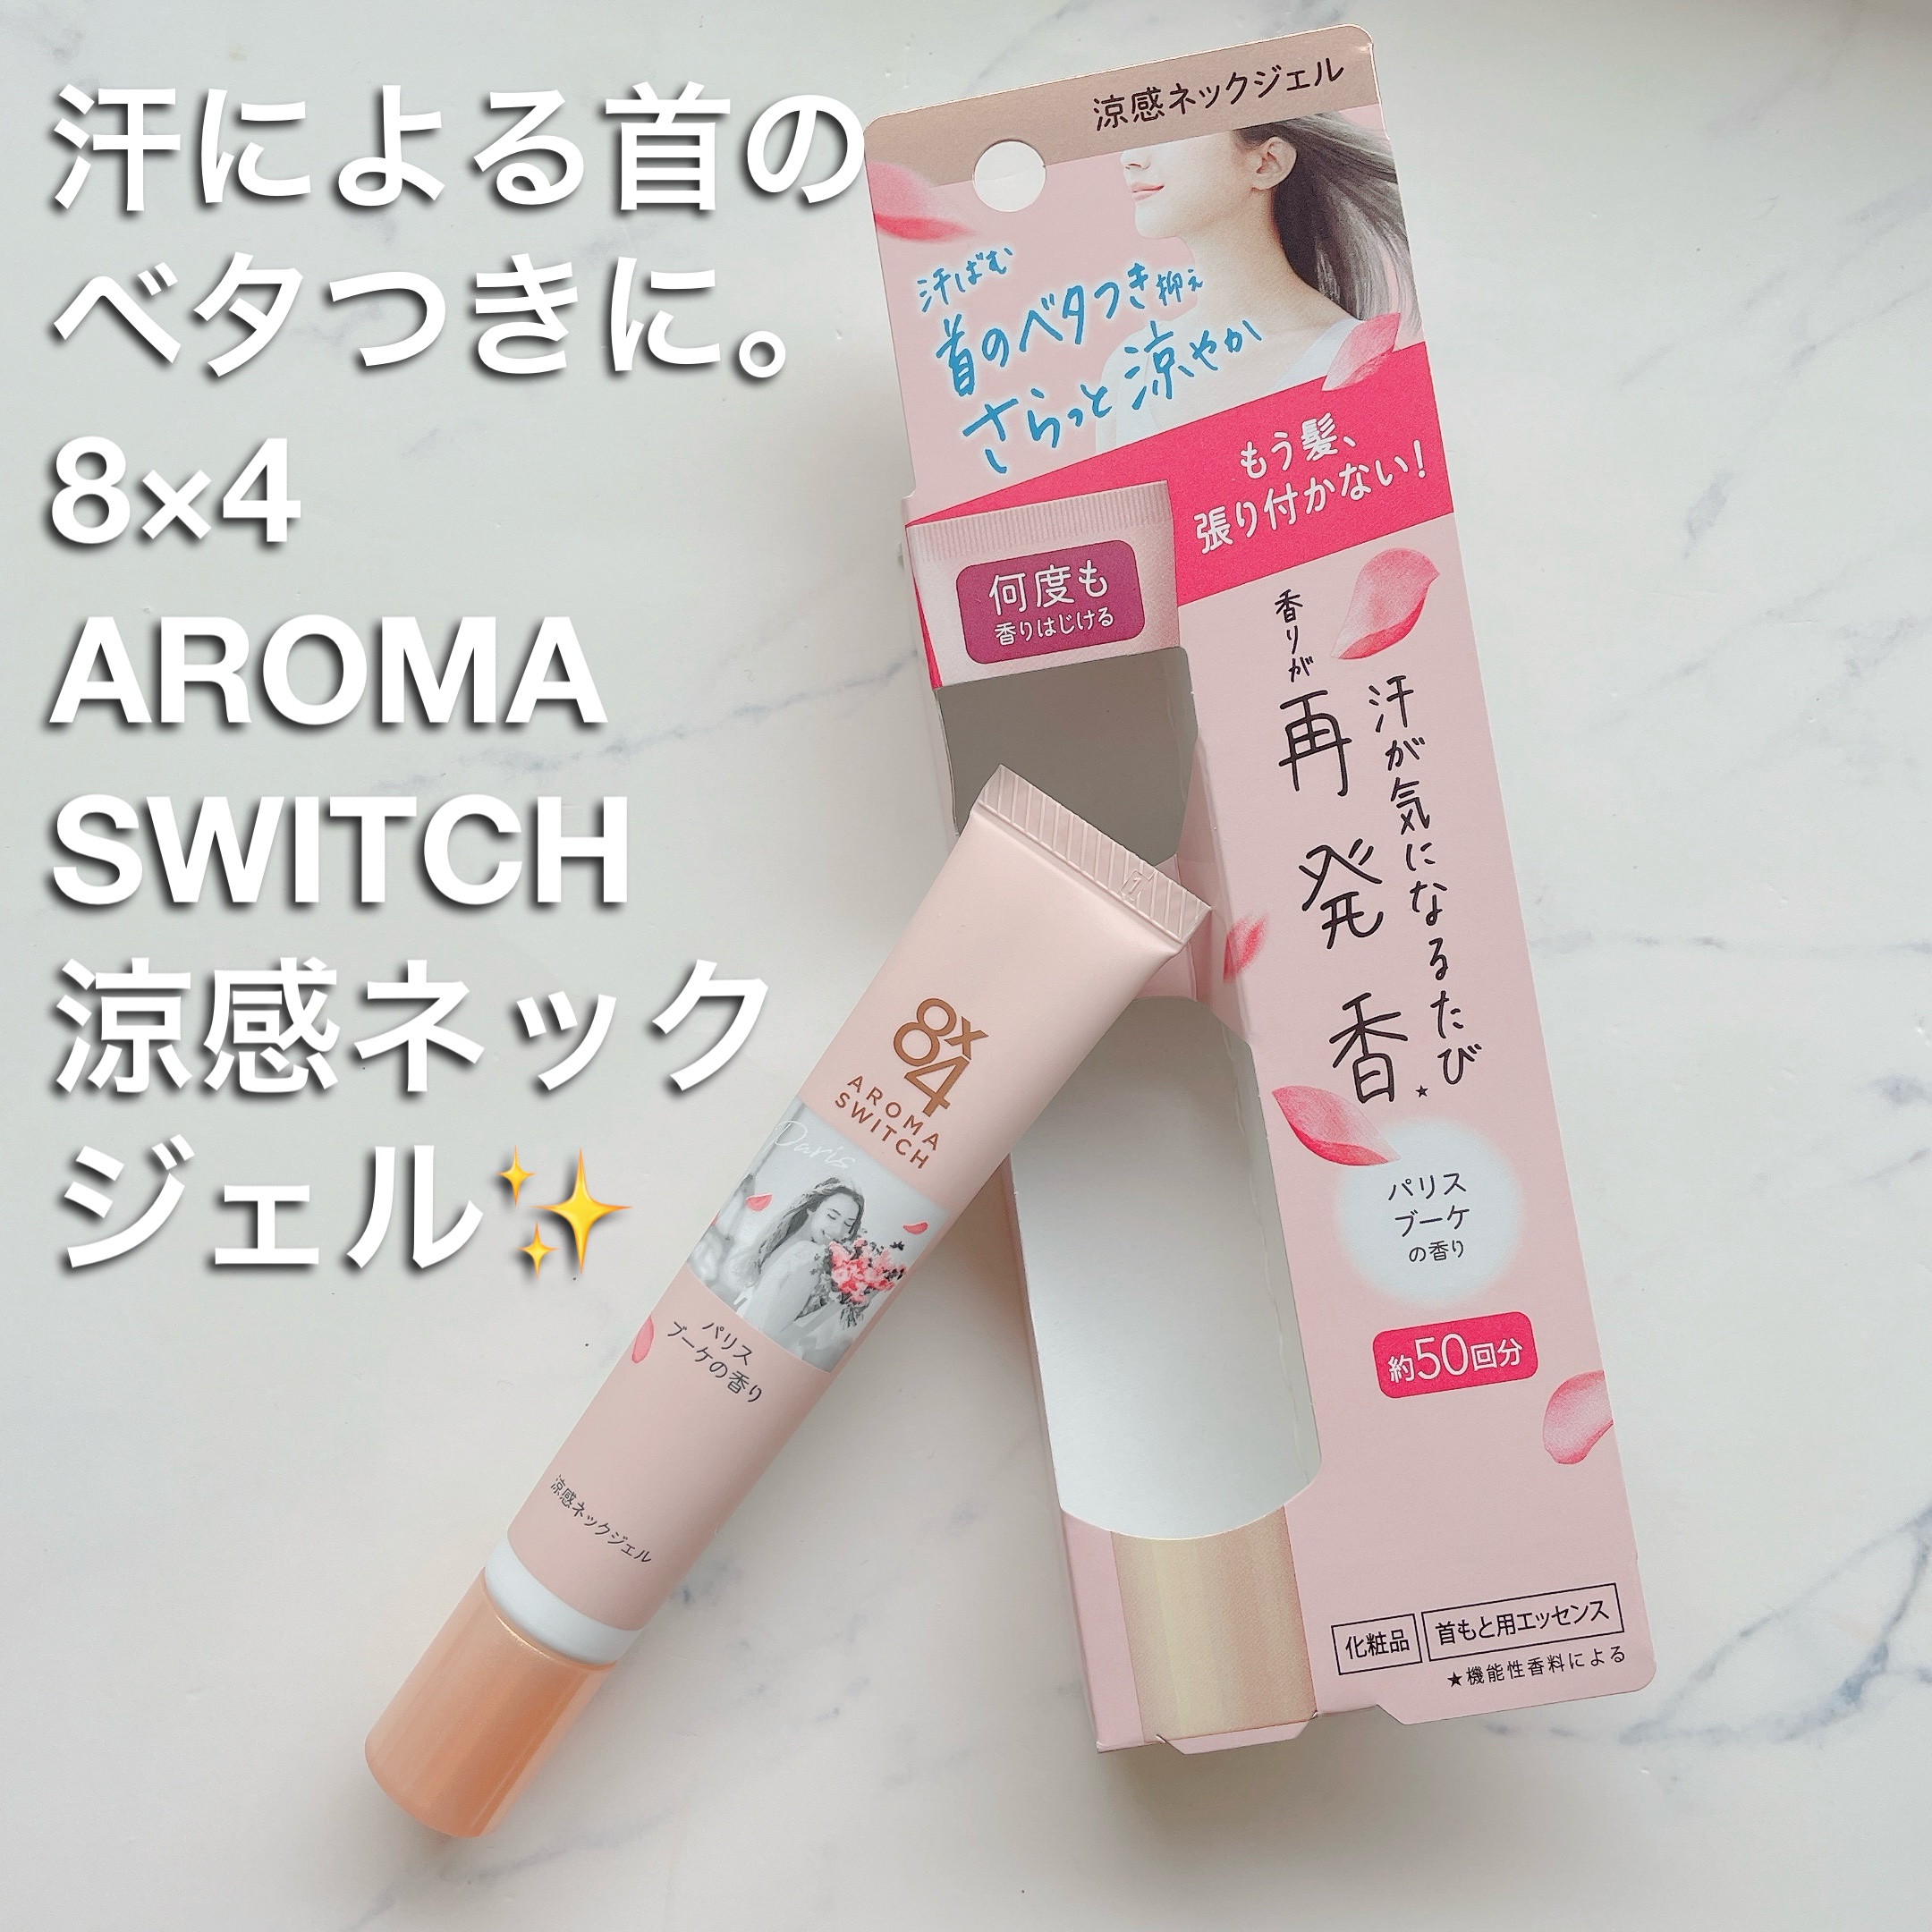 汗による首の
ベタつきに。
8×4
AROMA
SWITCH
涼感ネック
ジェル✨
涼感ネックジェル
汗ばむ
首のベタつき抑え
さらっと涼やか
もう髪、
張り付かない!
何度も
香りはじける
汗が気になるたび
香りが
再発香★
パリス
ブーケ
の香り
約50回分
化粧品
首もと用エッセンス
★機能性香料による
8x4
AROMA
SWITCH
Paris
パリス
ブーケの香り
涼感ネックジェル